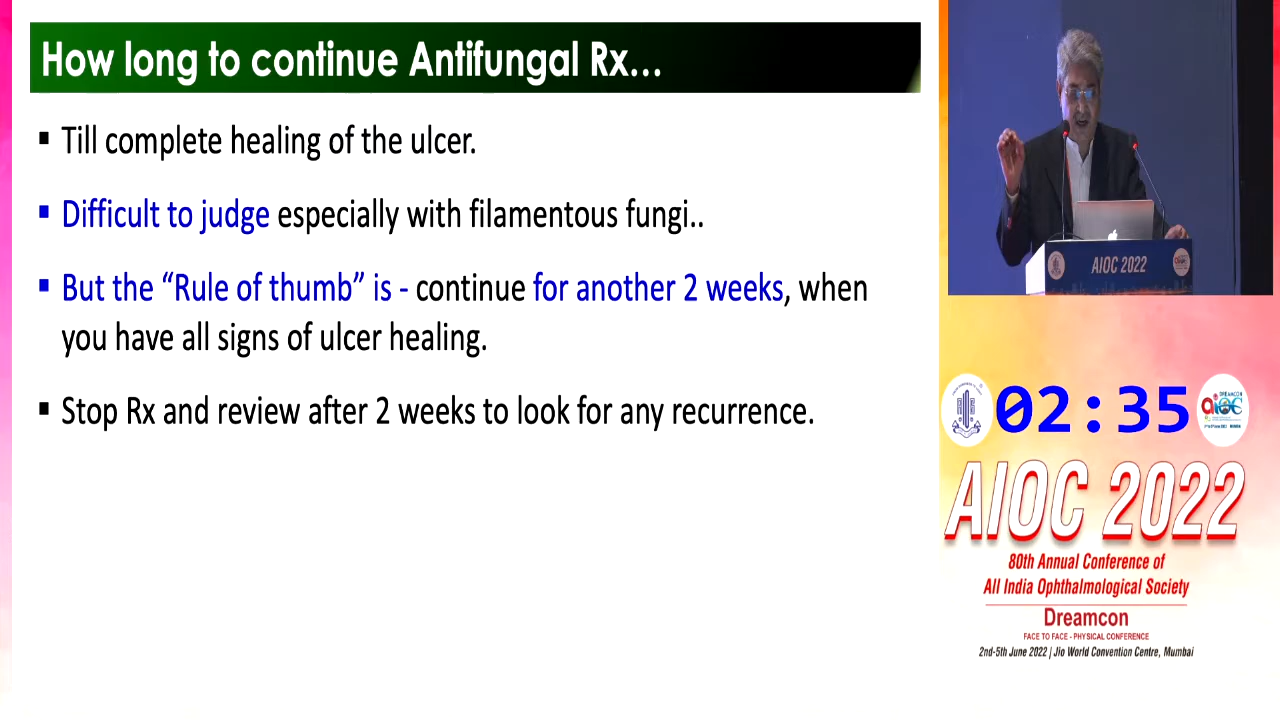 How long to continue Antifungal Rx...
▪ Till complete healing of the ulcer.
▪ Difficult to judge especially with filamentous fungi..
▪ But the “Rule of thumb” is - continue for another 2 weeks, when
you have all signs of ulcer healing.
▪ Stop Rx and review after 2 weeks to look for any recurrence.
AIOC 2022
02:35
AIOC 2022
80th Annual Conference of
All India Ophthalmological Society
Dreamcon
FACE TO FACE - PHYSICAL CONFERENCE
2nd-5th June 2022 | Jio World Convention Centre, Mumbai